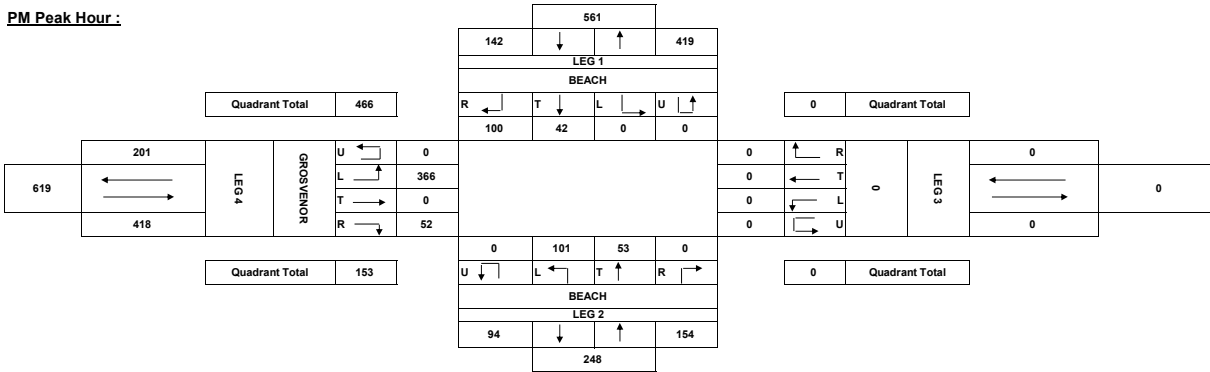 PM Peak Hour :
561
142 419
LEG 1
BEACH
Quadrant Total 466
R T L U
0 Quadrant Total
100 42 0 0
201
U 0
0 R
0
619
LEG 4
GROSVENOR
L 366
0 T
0
LEG 3
0
T 0
0 L
418
R 52
0 U
0
0 101 53 0
Quadrant Total 153
U L T R
0 Quadrant Total
BEACH
LEG 2
94 154
248